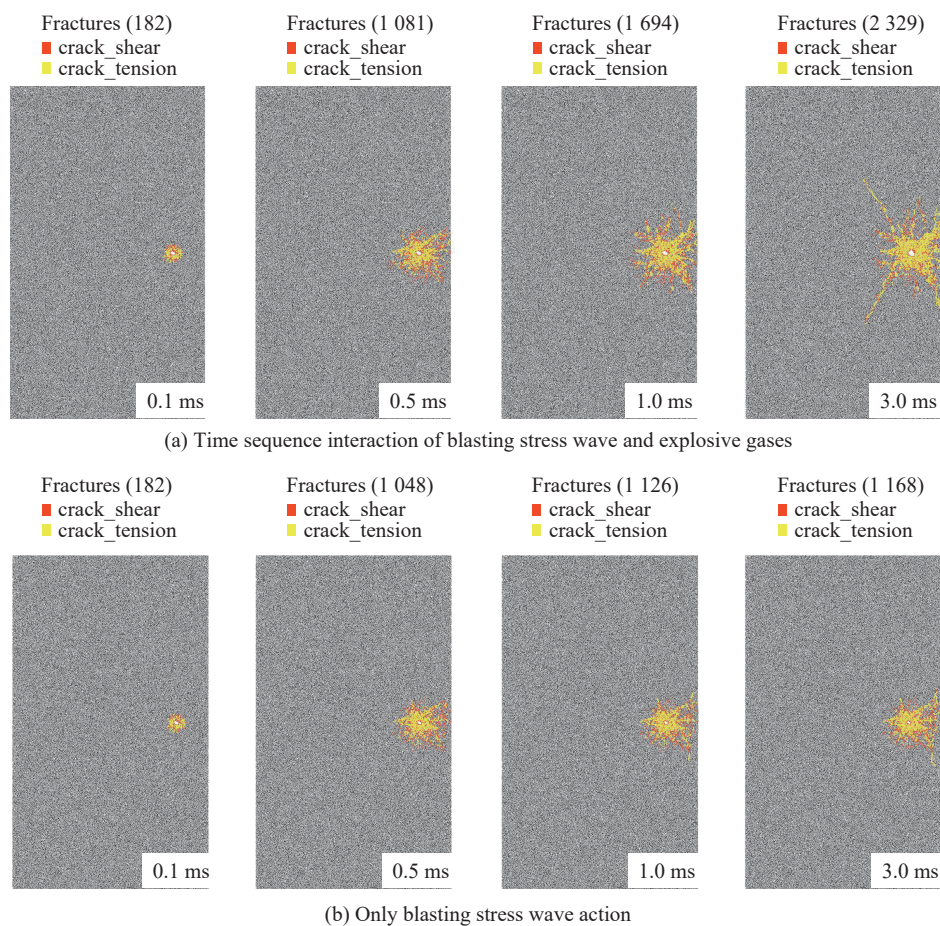 Fractures (182)
crack_shear
crack_tension
Fractures (1 081)
crack_shear
crack_tension
Fractures (1 694)
crack_shear
crack_tension
Fractures (2 329)
crack_shear
crack_tension
0.1 ms
0.5 ms
1.0 ms
3.0 ms
(a) Time sequence interaction of blasting stress wave and explosive gases
Fractures (182)
crack_shear
crack_tension
Fractures (1 048)
crack_shear
crack_tension
Fractures (1 126)
crack_shear
crack_tension
Fractures (1 168)
crack_shear
crack_tension
0.1 ms
0.5 ms
1.0 ms
3.0 ms
(b) Only blasting stress wave action